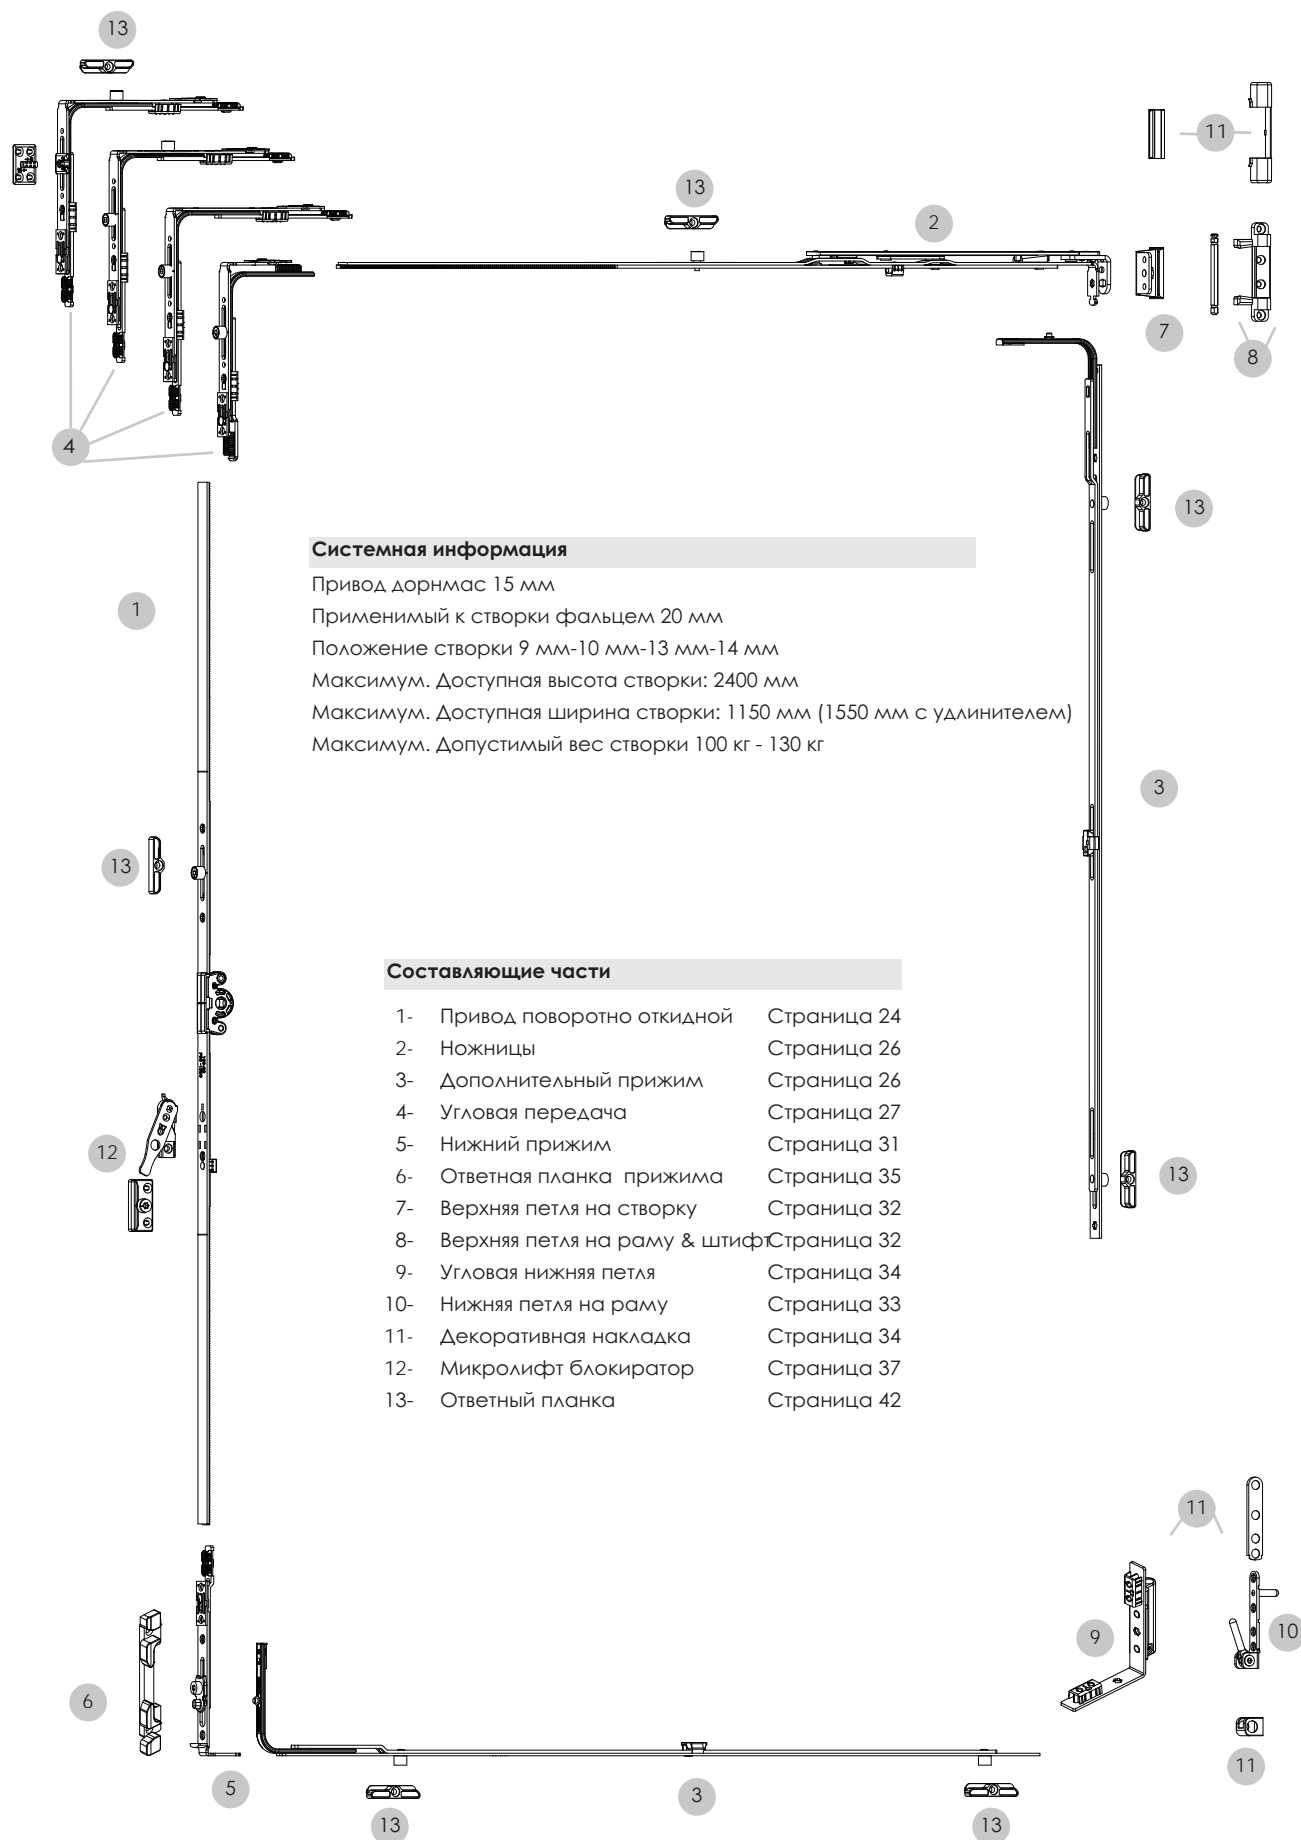 13
11
13
2
7
8
4
13
1
Системная информация
Привод дорнмас 15 мм
Применимый к створки фальцем 20 мм
Положение створки 9 мм-10 мм-13 мм-14 мм
Максимум. Доступная высота створки: 2400 мм
Максимум. Доступная ширина створки: 1150 мм (1550 мм с удлинителем)
Максимум. Допустимый вес створки 100 кг - 130 кг
3
13
12
13
Составляющие части
1- Привод поворотно откидной Страница 24
2- Ножницы Страница 26
3- Дополнительный прижим Страница 26
4- Угловая передача Страница 27
5- Нижний прижим Страница 31
6- Ответная планка прижима Страница 35
7- Верхняя петля на створку Страница 32
8- Верхняя петля на раму & штифт Страница 32
9- Угловая нижняя петля Страница 34
10- Нижняя петля на раму Страница 33
11- Декоративная накладка Страница 34
12- Микролифт блокиратор Страница 37
13- Ответный планка Страница 42
11
9
10
6
11
5
3
13
13